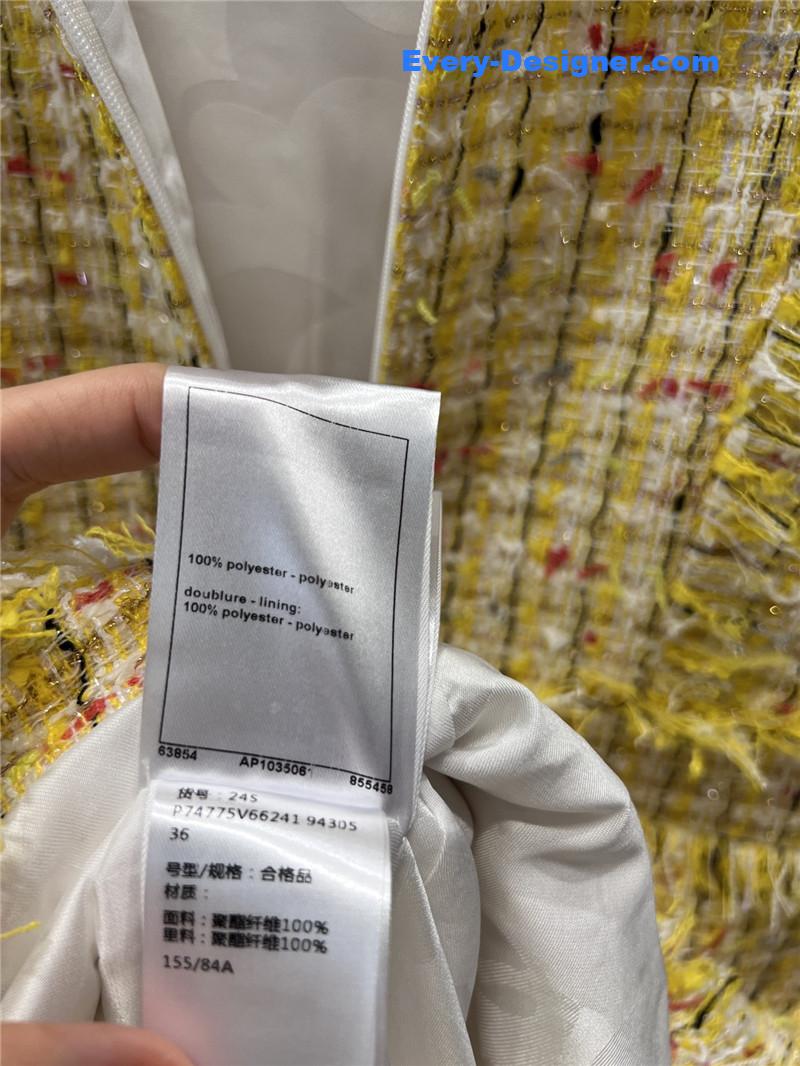 Every-Designer.com
100% polyester - polyester
doublure - lining:
100% polyester - polyester
63854 AP1035061 855458
货号：24S
P74775V66241 94305
36
号型/规格：合格品
材质：
面料：聚酯纤维100%
里料：聚酯纤维100%
155/84A